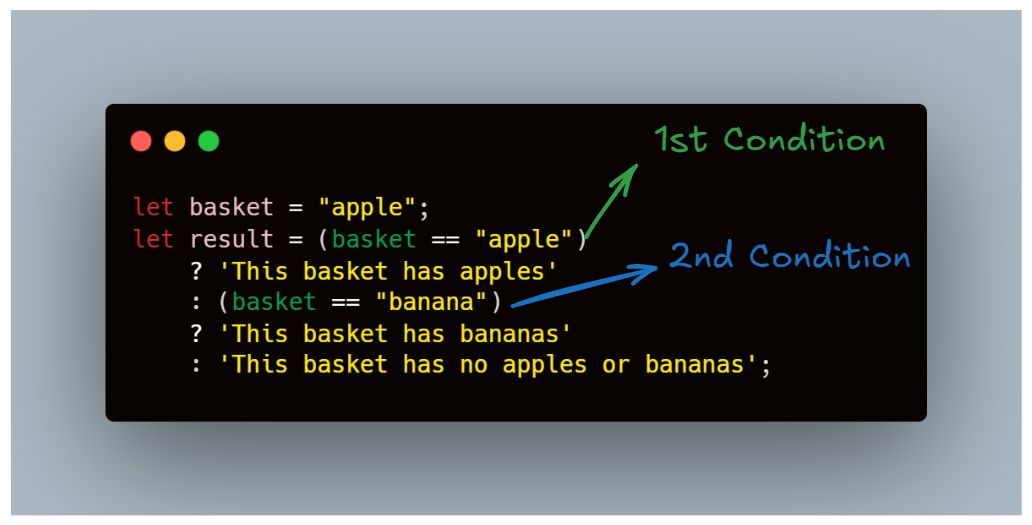 1st Condition
let basket = "apple";
let result = (basket == "apple")
? 'This basket has apples'
2nd Condition
: (basket == "banana")
? 'This basket has bananas'
: 'This basket has no apples or bananas';